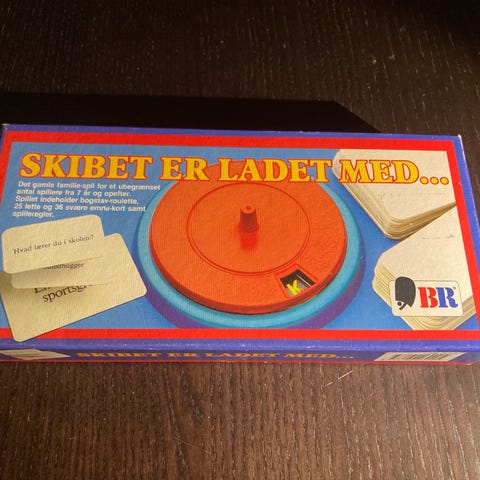 SKIBET ER LADET MED...
Det gamle familie-spil for et ubegrænset
antal spillere fra 7 år og opefter.
Spillet indeholder bogstav-roulette,
25 lette og 36 svære emne-kort samt
spilleregler.
Hvad lærer du i skolen?
sportsg
K
BR
SKIBET ER LADET MED...